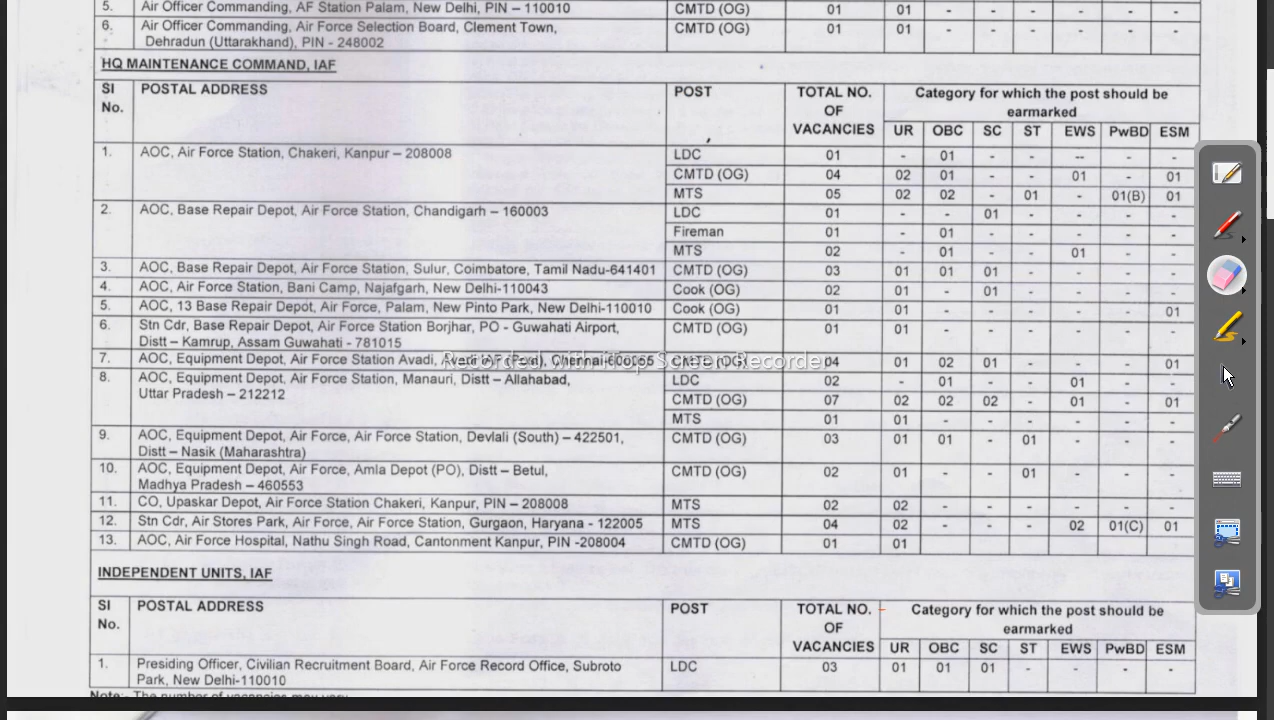 5. Air Officer Commanding, AF Station Palam, New Delhi, PIN – 110010 CMTD (OG) 01 01 - - - - - -
6. Air Officer Commanding, Air Force Selection Board, Clement Town, CMTD (OG) 01 01 - - - - - -
Dehradun (Uttarakhand), PIN - 248002
HQ MAINTENANCE COMMAND, IAF
SI No. POSTAL ADDRESS POST TOTAL NO. OF VACANCIES Category for which the post should be earmarked
UR OBC SC ST EWS PwBD ESM
1. AOC, Air Force Station, Chakeri, Kanpur – 208008 LDC 01 - 01 - - -- - -
CMTD (OG) 04 02 01 - - 01 - 01
MTS 05 02 02 - 01 - 01(B) 01
2. AOC, Base Repair Depot, Air Force Station, Chandigarh – 160003 LDC 01 - - 01 - - - -
Fireman 01 - 01 - - - - -
MTS 02 - 01 - - 01 - -
3. AOC, Base Repair Depot, Air Force Station, Sulur, Coimbatore, Tamil Nadu-641401 CMTD (OG) 03 01 01 01 - - - -
4. AOC, Air Force Station, Bani Camp, Najafgarh, New Delhi-110043 Cook (OG) 02 01 - 01 - - - -
5. AOC, 13 Base Repair Depot, Air Force, Palam, New Pinto Park, New Delhi-110010 Cook (OG) 01 01 - - - - - 01
6. Stn Cdr, Base Repair Depot, Air Force Station Borjhar, PO - Guwahati Airport, CMTD (OG) 01 01 - - - - - -
Distt – Kamrup, Assam Guwahati - 781015
7. AOC, Equipment Depot, Air Force Station Avadi, Avadi (AF (Post), Chennai-600055 CMTD (OG) 04 01 02 01 - - - 01
Recorded with iTop Screen Recorder
8. AOC, Equipment Depot, Air Force Station, Manauri, Distt – Allahabad, LDC 02 - 01 - - 01 - -
Uttar Pradesh – 212212 CMTD (OG) 07 02 02 02 - 01 - 01
MTS 01 01 - - - - - -
9. AOC, Equipment Depot, Air Force, Air Force Station, Devlali (South) – 422501, CMTD (OG) 03 01 01 - 01 - - -
Distt – Nasik (Maharashtra)
10. AOC, Equipment Depot, Air Force, Amla Depot (PO), Distt – Betul, CMTD (OG) 02 01 - - 01 - - -
Madhya Pradesh – 460553
11. CO, Upaskar Depot, Air Force Station Chakeri, Kanpur, PIN – 208008 MTS 02 02 - - - - - -
12. Stn Cdr, Air Stores Park, Air Force, Air Force Station, Gurgaon, Haryana - 122005 MTS 04 02 - - - 02 01(C) 01
13. AOC, Air Force Hospital, Nathu Singh Road, Cantonment Kanpur, PIN -208004 CMTD (OG) 01 01
INDEPENDENT UNITS, IAF
SI No. POSTAL ADDRESS POST TOTAL NO. OF VACANCIES Category for which the post should be earmarked
UR OBC SC ST EWS PwBD ESM
1. Presiding Officer, Civilian Recruitment Board, Air Force Record Office, Subroto LDC 03 01 01 01 - - - -
Park, New Delhi-110010
Note:- The number of vacancies may vary